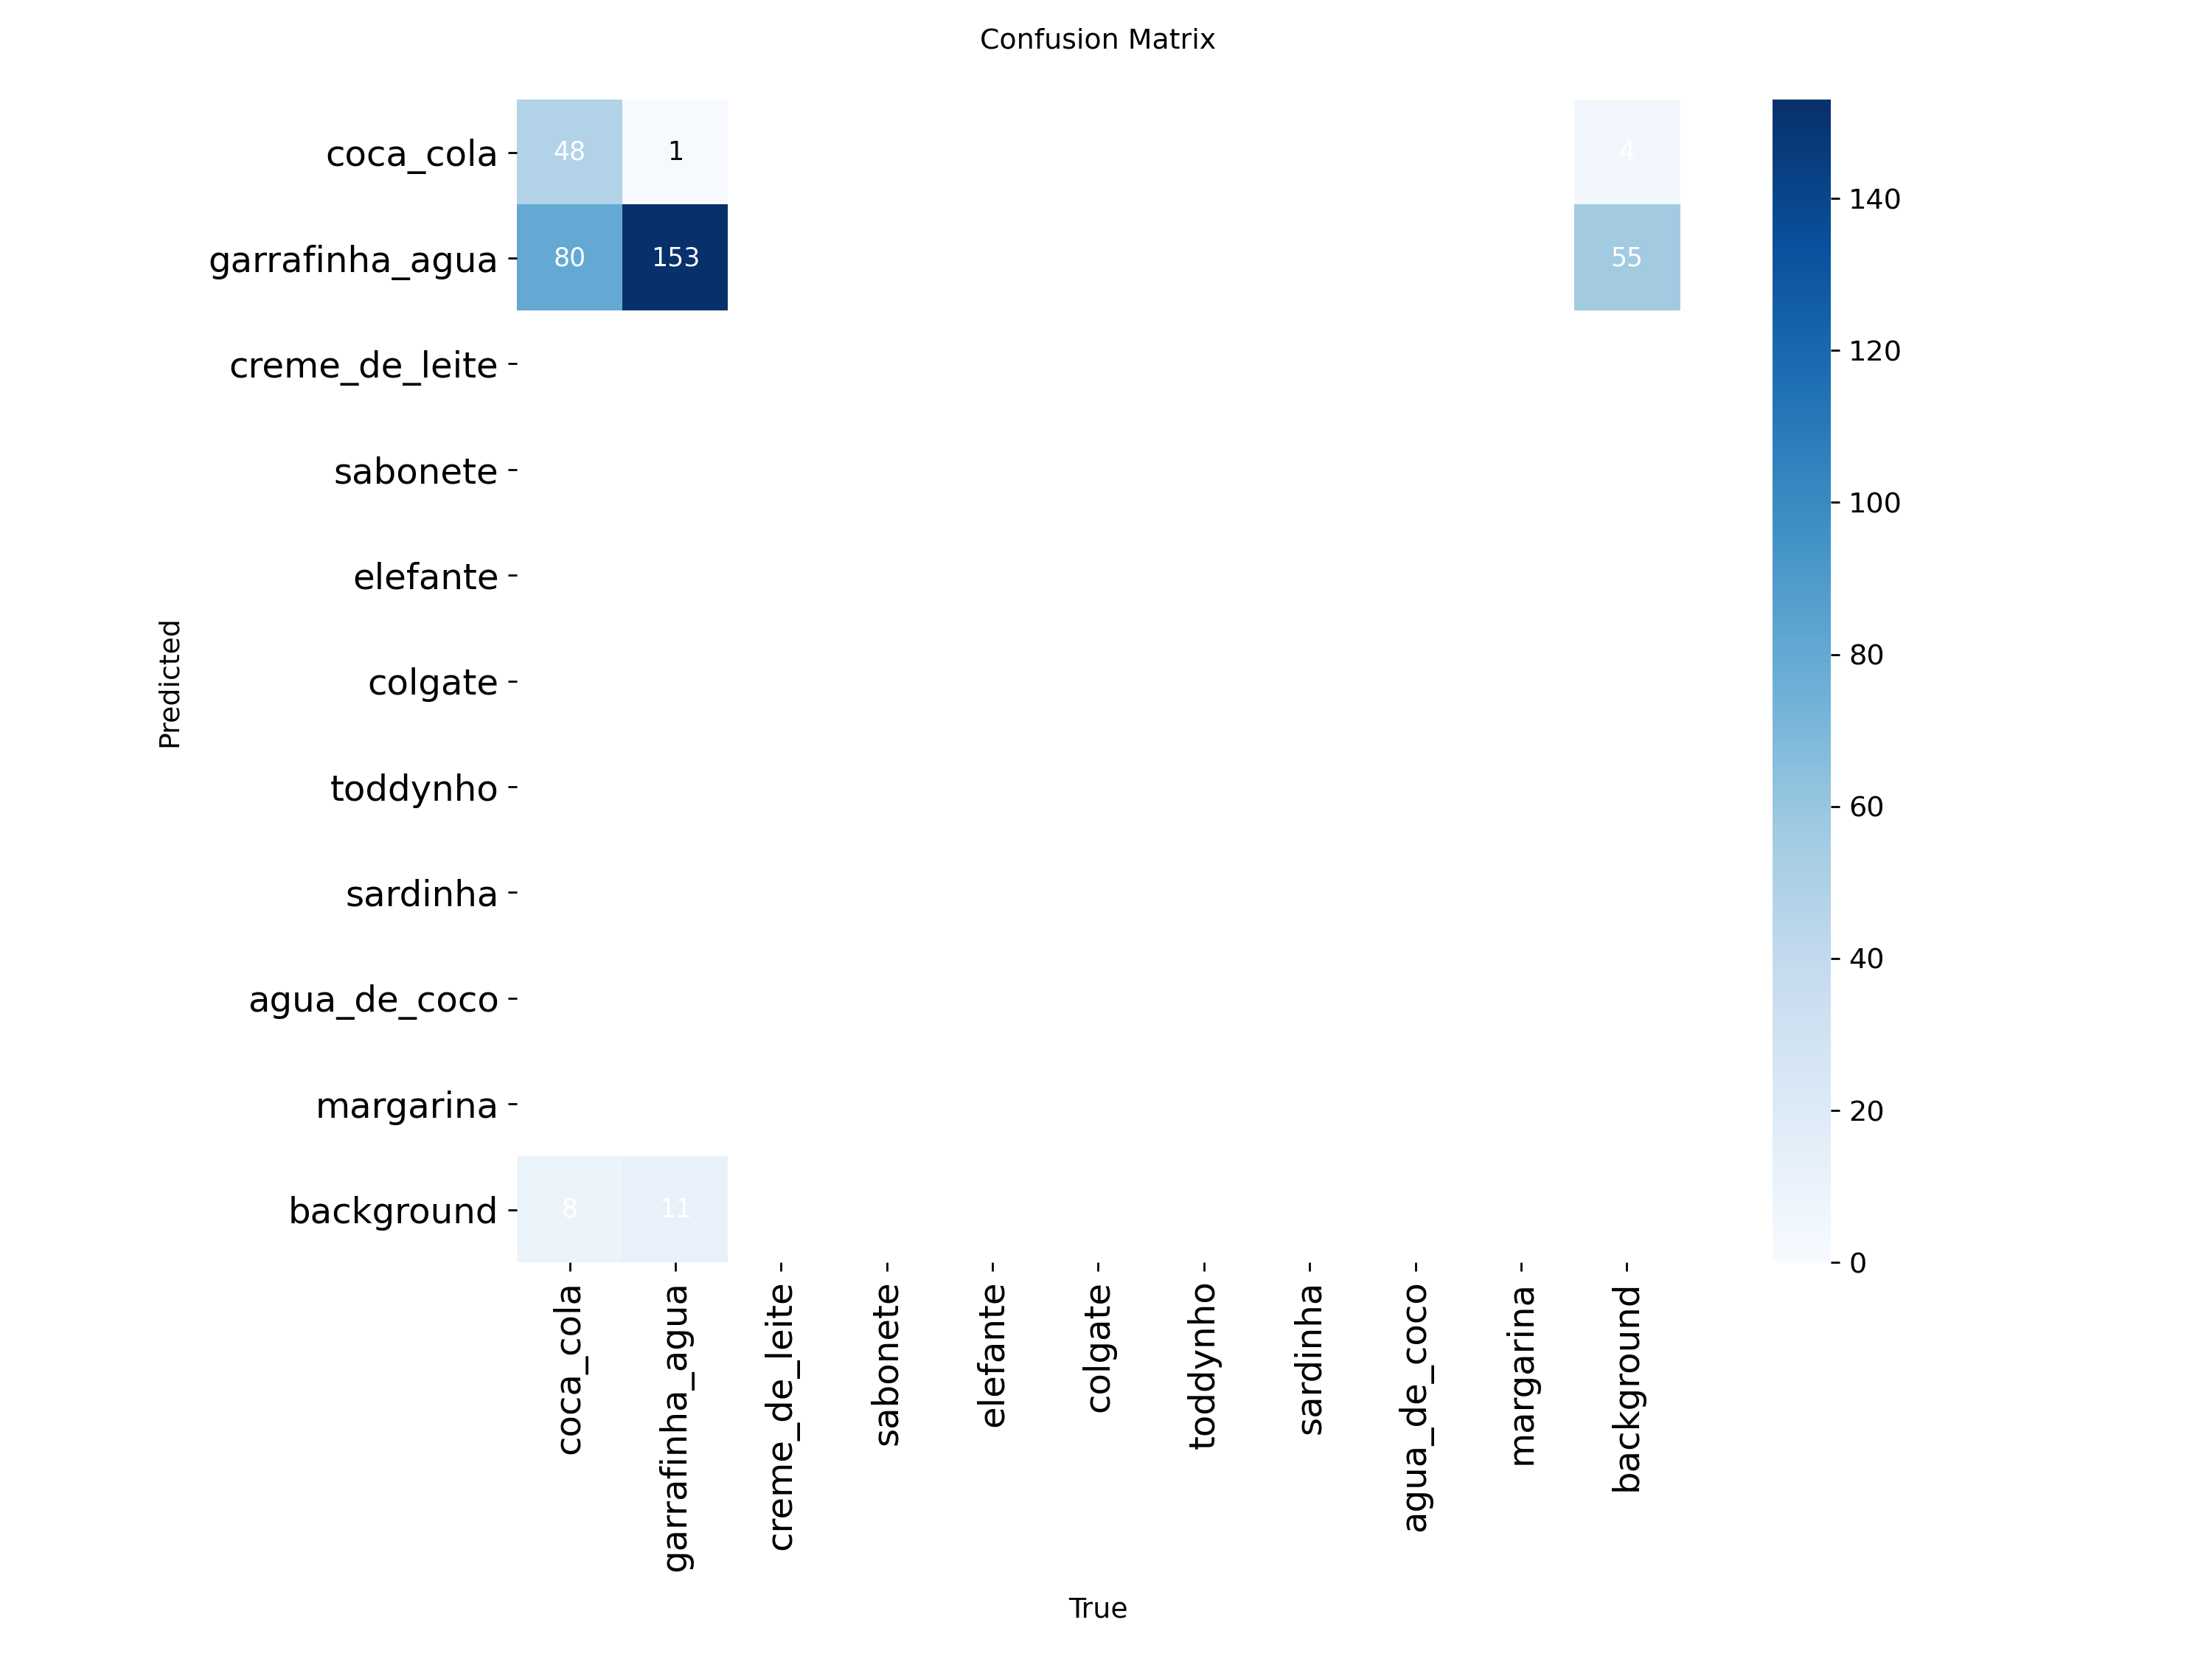 Confusion Matrix
coca_cola 48 1 4
garrafinha_agua 80 153 55
creme_de_leite
sabonete
elefante
colgate
toddynho
sardinha
agua_de_coco
margarina
background 8 11
Predicted
coca_cola
garrafinha_agua
creme_de_leite
sabonete
elefante
colgate
toddynho
sardinha
agua_de_coco
margarina
background
True
140
120
100
80
60
40
20
0